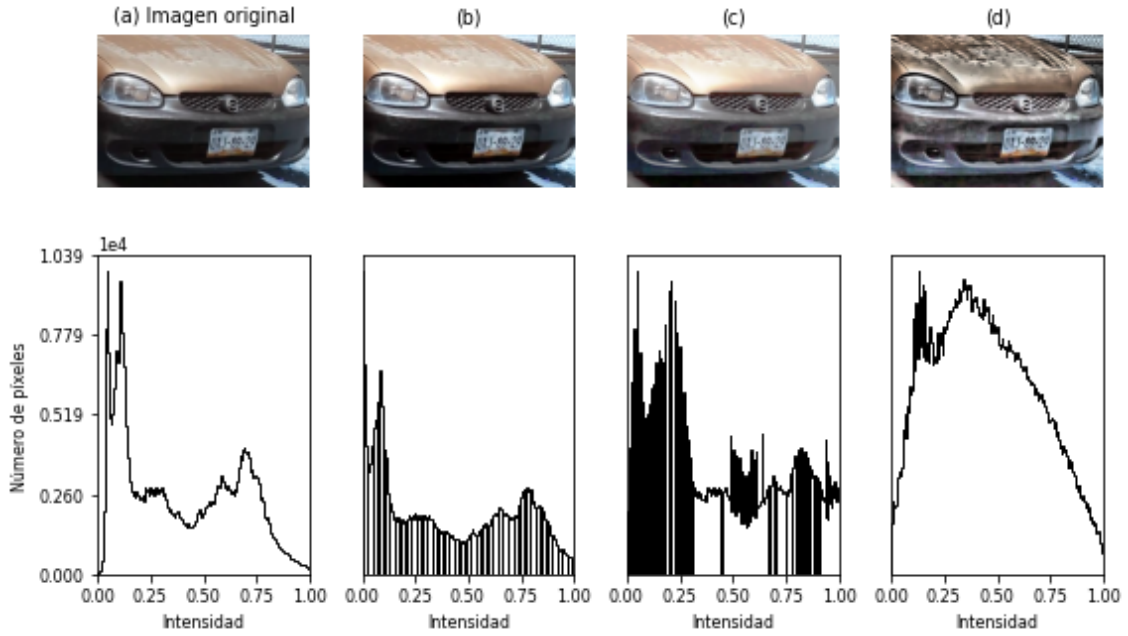 (a) Imagen original
(b)
(c)
(d)
1e4
1.039
0.779
0.519
0.260
0.000
Número de píxeles
0.00 0.25 0.50 0.75 1.00
Intensidad
0.00 0.25 0.50 0.75 1.00
Intensidad
0.00 0.25 0.50 0.75 1.00
Intensidad
0.00 0.25 0.50 0.75 1.00
Intensidad